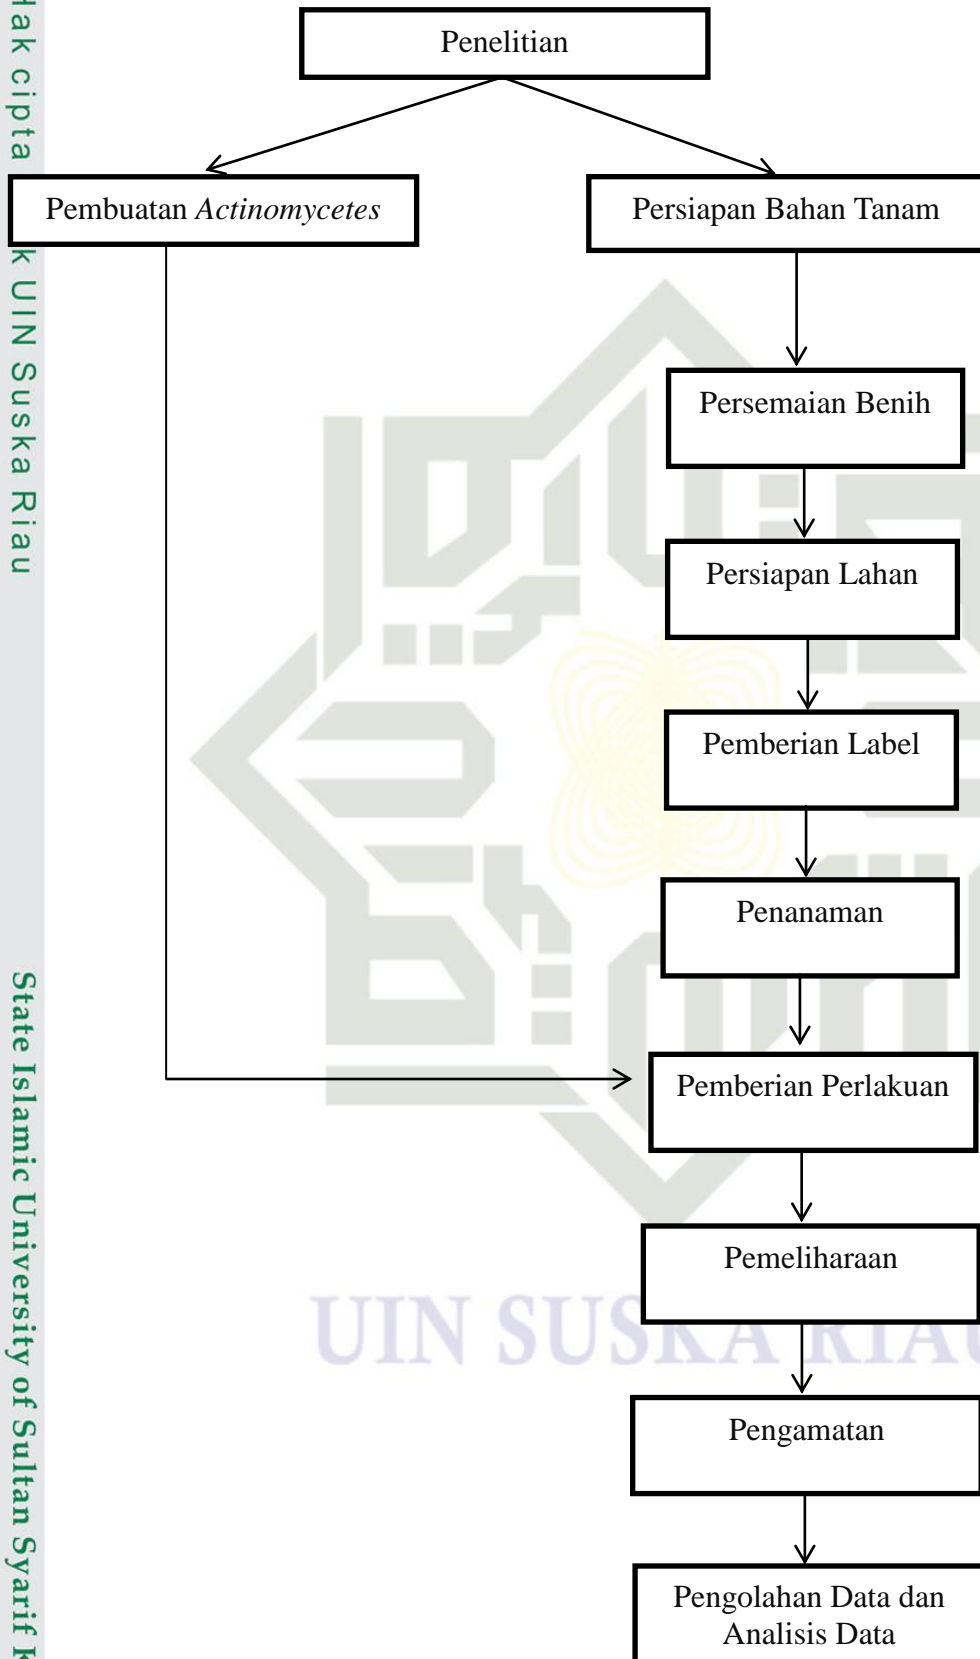 Penelitian
Pembuatan Actinomycetes
Persiapan Bahan Tanam
Persemaian Benih
Persiapan Lahan
Pemberian Label
Penanaman
Pemberian Perlakuan
Pemeliharaan
Pengamatan
Pengolahan Data dan
Analisis Data
Hak cipta
k UIN Suska Riau
State Islamic University of Sultan Syarif
UIN SUSKA RIAU